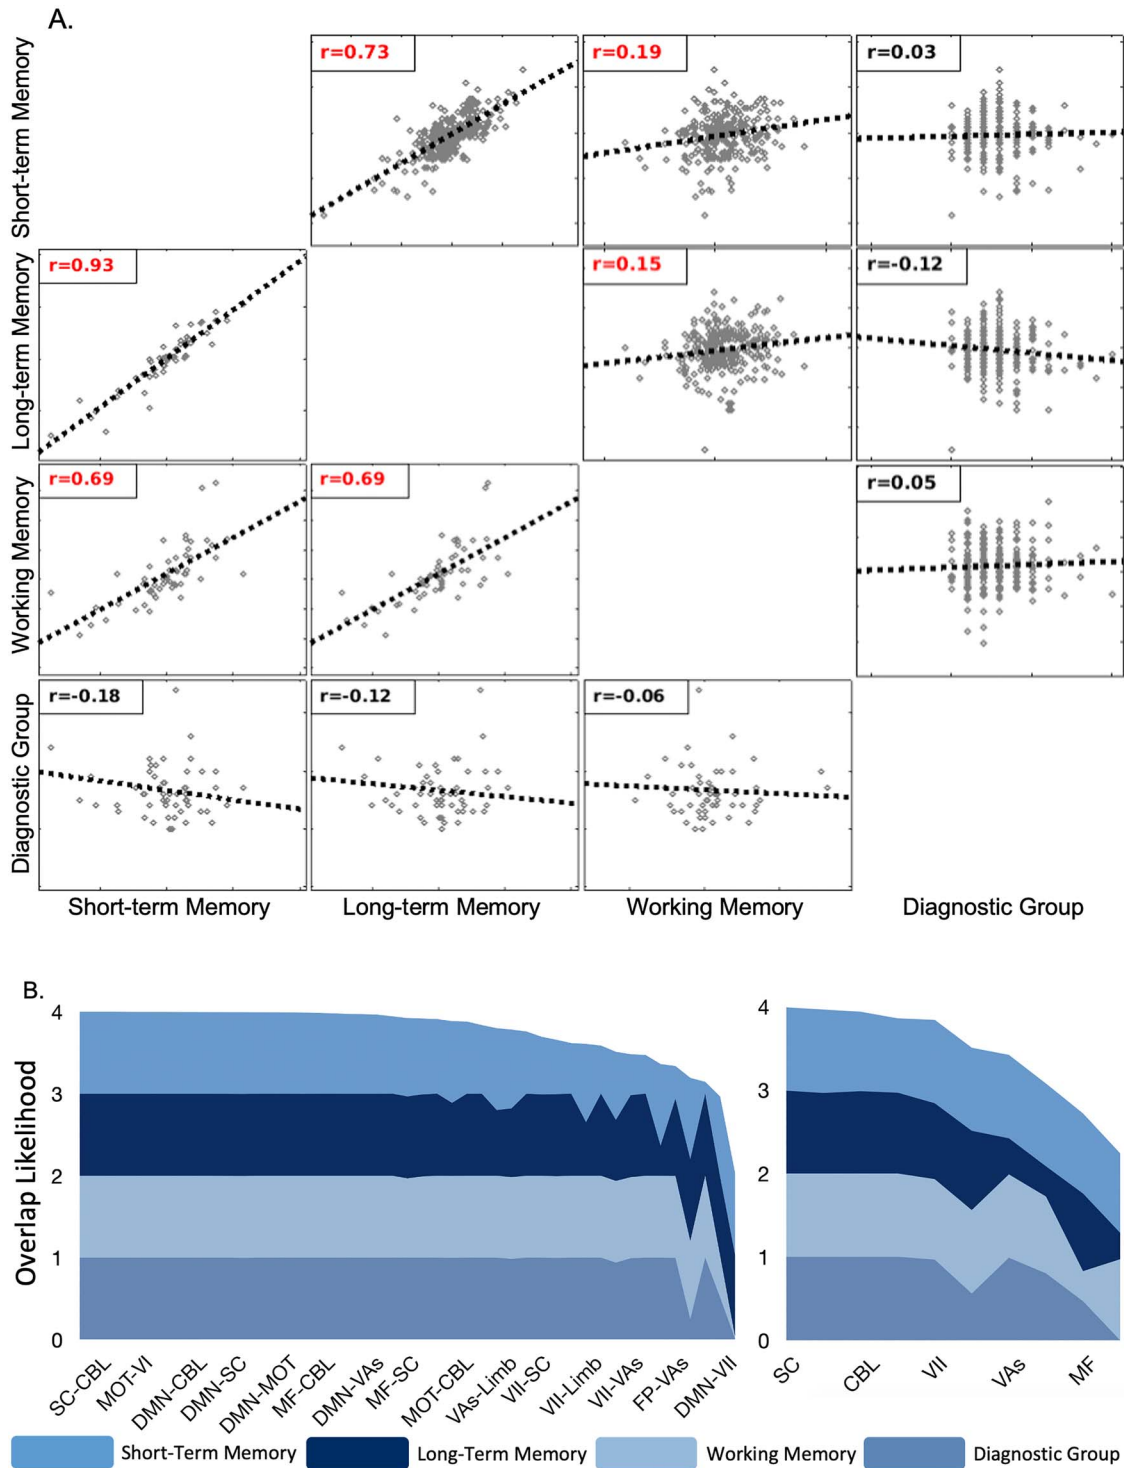 A.
Short-term Memory
r=0.73
r=0.19
r=0.03
Long-term Memory
r=0.93
r=0.15
r=-0.12
Working Memory
r=0.69
r=0.69
r=0.05
Diagnostic Group
r=-0.18
r=-0.12
r=-0.06
Short-term Memory
Long-term Memory
Working Memory
Diagnostic Group
B.
Overlap Likelihood
4
3
2
1
0
SC-CBL
MOT-VI
DMN-CBL
DMN-SC
DMN-MOT
MF-CBL
DMN-VAs
MF-SC
MOT-CBL
VAs-Limb
VII-SC
VII-Limb
VII-VAs
FP-VAs
DMN-VII
4
3
2
1
0
SC
CBL
VII
VAs
MF
Short-Term Memory
Long-Term Memory
Working Memory
Diagnostic Group